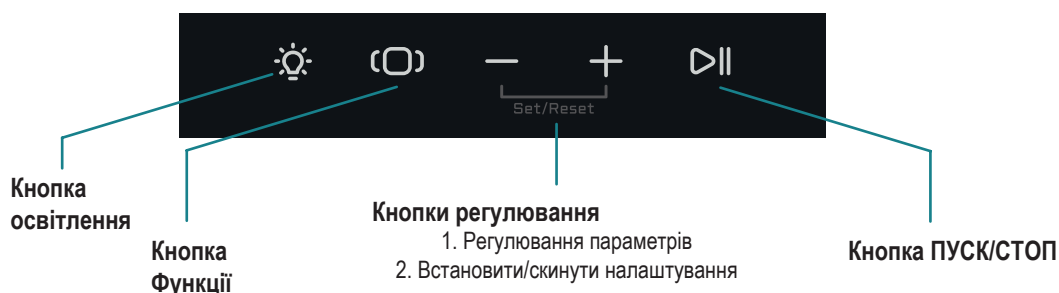 Set/Reset
Кнопка
освітлення
Кнопка
Функції
Кнопки регулювання
1. Регулювання параметрів
2. Встановити/скинути налаштування
Кнопка ПУСК/СТОП